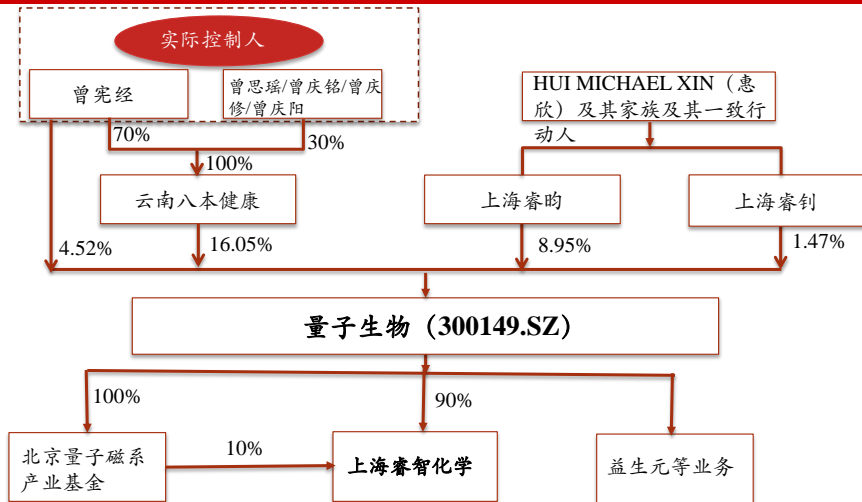 实际控制人
曾宪经
曾思瑶/曾庆铭/曾庆
修/曾庆阳
HUI MICHAEL XIN（惠
欣）及其家族及其一致行
动人
70%
30%
100%
云南八本健康
上海睿昀
上海睿钊
4.52%
16.05%
8.95%
1.47%
量子生物（300149.SZ）
100%
90%
北京量子磁系
产业基金
10%
上海睿智化学
益生元等业务